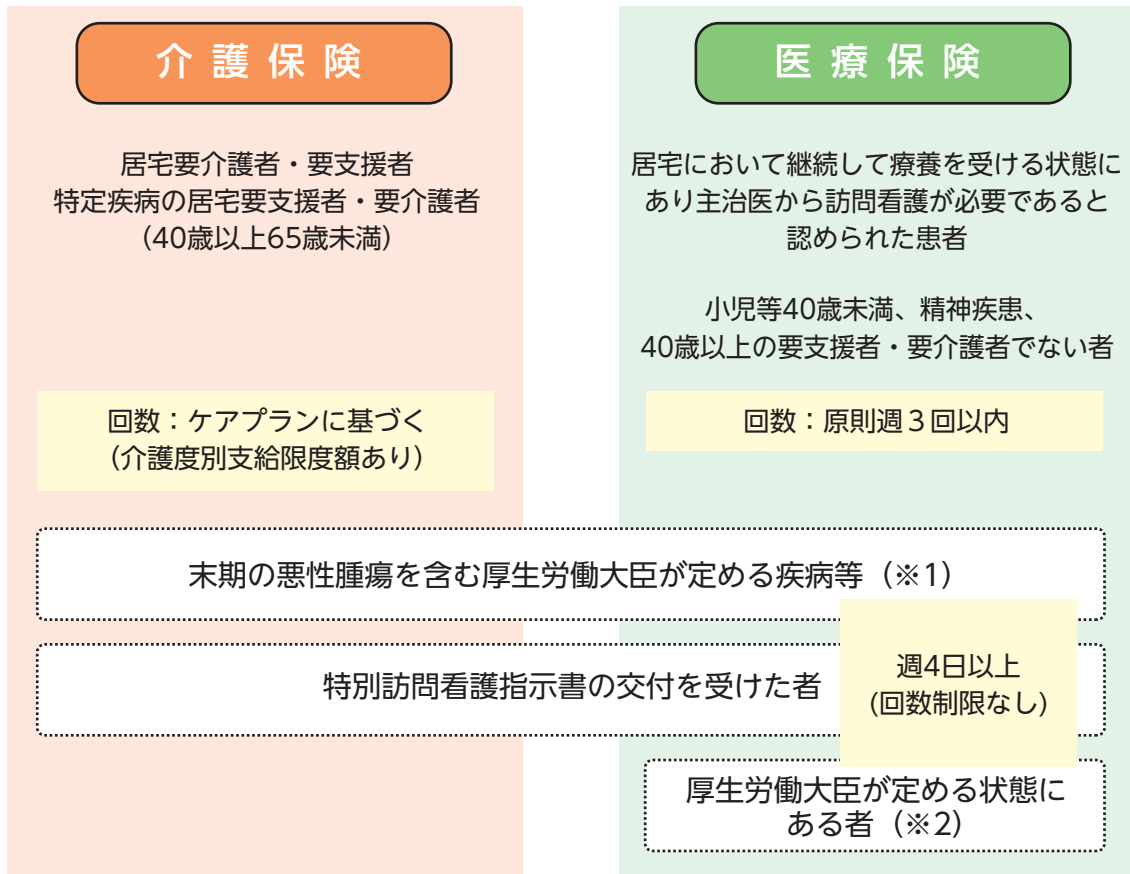 介護保険
居宅要介護者・要支援者
特定疾病の居宅要支援者・要介護者
(40歳以上65歳未満)
回数：ケアプランに基づく
(介護度別支給限度額あり)
医療保険
居宅において継続して療養を受ける状態に
あり主治医から訪問看護が必要であると
認められた患者
小児等40歳未満、精神疾患、
40歳以上の要支援者・要介護者でない者
回数：原則週３回以内
末期の悪性腫瘍を含む厚生労働大臣が定める疾病等（※1）
特別訪問看護指示書の交付を受けた者
週4日以上
(回数制限なし)
厚生労働大臣が定める状態に
ある者（※2）